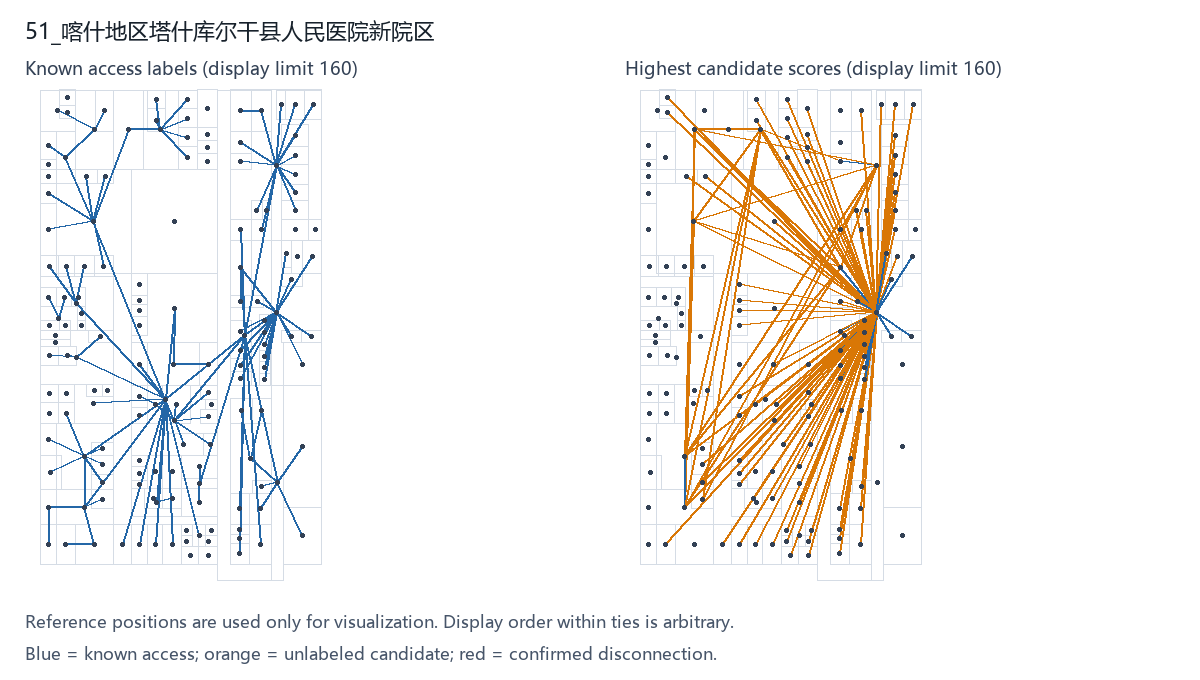 51_喀什地区塔什库尔干县人民医院新院区
Known access labels (display limit 160)
Highest candidate scores (display limit 160)
Reference positions are used only for visualization. Display order within ties is arbitrary.
Blue = known access; orange = unlabeled candidate; red = confirmed disconnection.